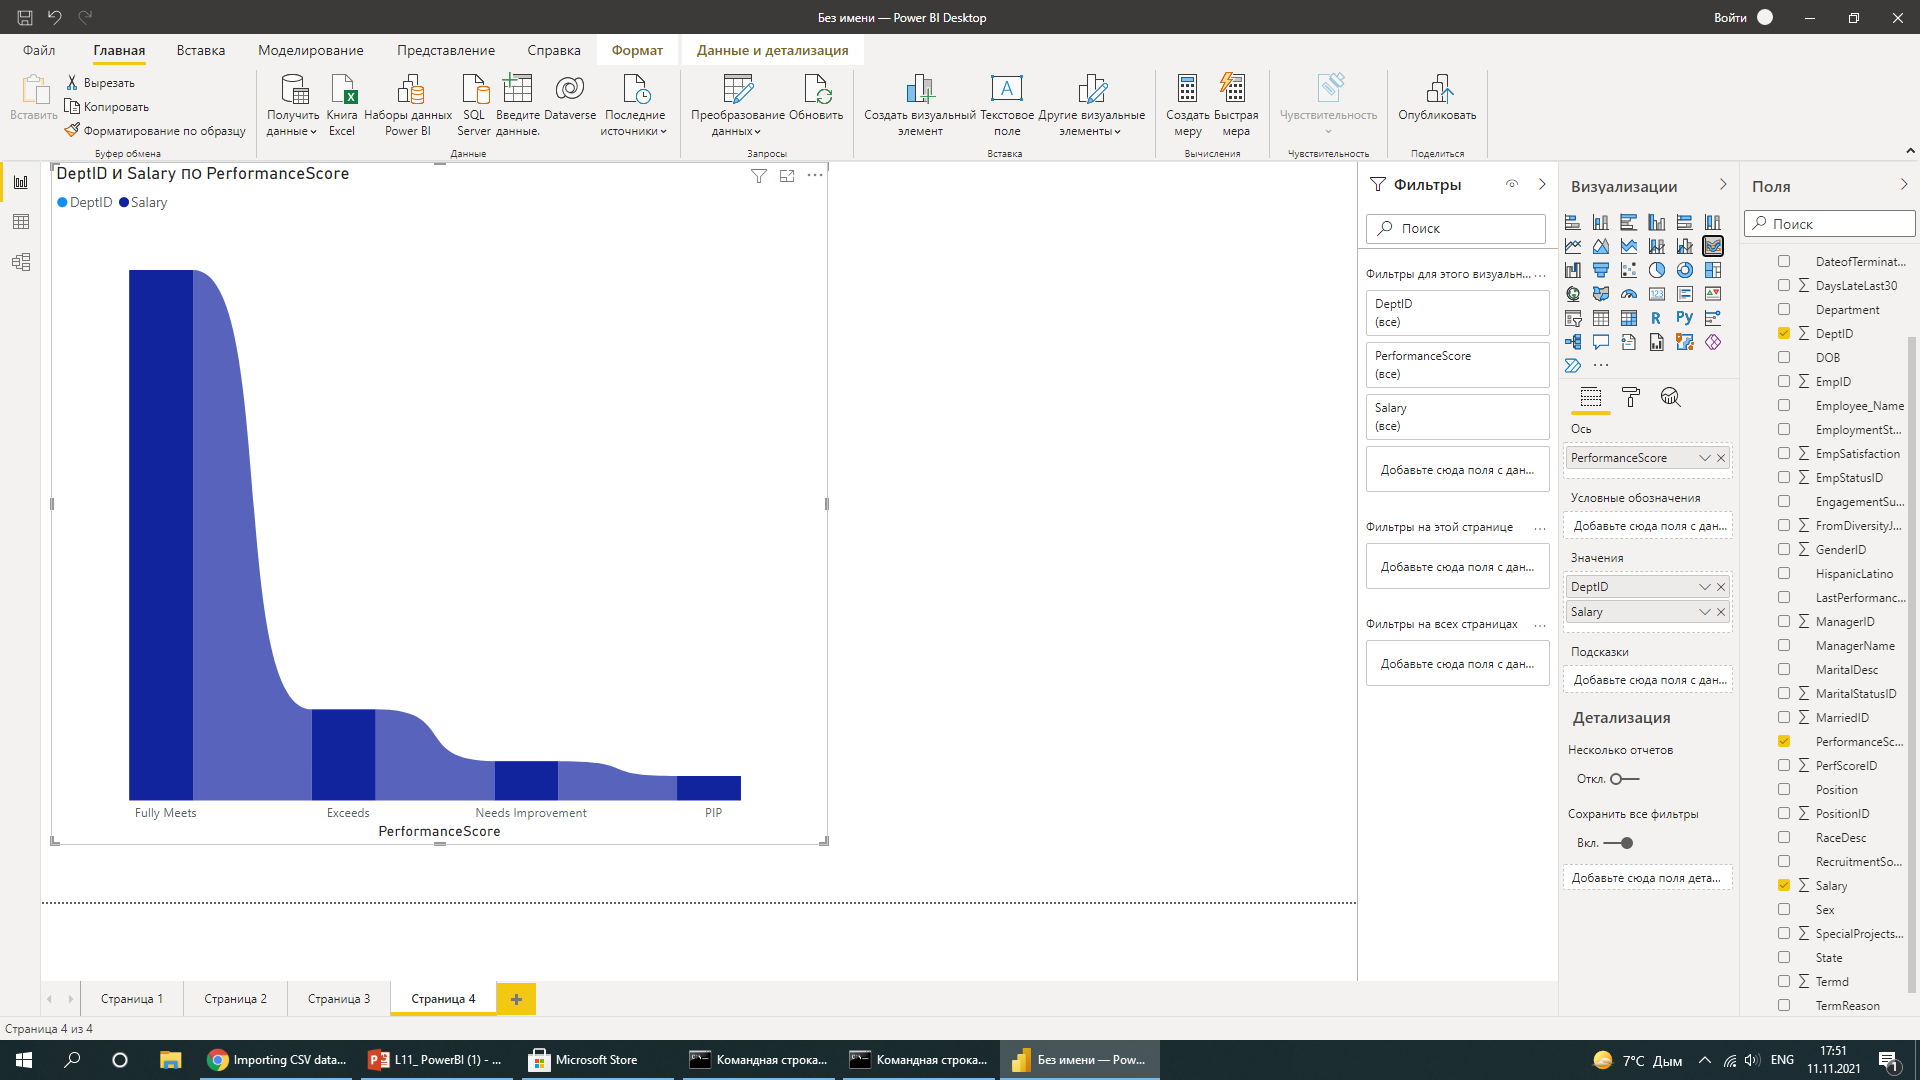 Без имени — Power BI Desktop
Войти
Файл
Главная
Вставка
Моделирование
Представление
Справка
Формат
Данные и детализация
Вставить
Вырезать
Копировать
Форматирование по образцу
Буфер обмена
Получить данные
Книга Excel
Наборы данных Power BI
SQL Server
Введите данные.
Dataverse
Последние источники
Данные
Преобразование данных
Обновить
Запросы
Создать визуальный элемент
Текстовое поле
Другие визуальные элементы
Вставка
Создать меру
Быстрая мера
Вычисления
Чувствительность
Чувствительность
Опубликовать
Поделиться
DeptID и Salary по PerformanceScore
DeptID
Salary
Fully Meets
Exceeds
Needs Improvement
PIP
PerformanceScore
Фильтры
Поиск
Фильтры для этого визуальн... ...
DeptID
(все)
PerformanceScore
(все)
Salary
(все)
Добавьте сюда поля с дан...
Фильтры на этой странице ...
Добавьте сюда поля с дан...
Фильтры на всех страницах ...
Добавьте сюда поля с дан...
Визуализации
R
Py
123
...
Ось
PerformanceScore
Условные обозначения
Добавьте сюда поля с дан...
Значения
DeptID
Salary
Подсказки
Добавьте сюда поля с дан...
Детализация
Несколько отчетов
Откл.
Сохранить все фильтры
Вкл.
Добавьте сюда поля дета...
Поля
Поиск
DateofTerminat...
DaysLateLast30
Department
DeptID
DOB
EmpID
Employee_Name
EmploymentSt...
EmpSatisfaction
EmpStatusID
EngagementSu...
FromDiversityJ...
GenderID
HispanicLatino
LastPerformanc...
ManagerID
ManagerName
MaritalDesc
MaritalStatusID
MarriedID
PerformanceSc...
PerfScoreID
Position
PositionID
RaceDesc
RecruitmentSo...
Salary
Sex
SpecialProjects...
State
Termd
TermReason
Страница 1
Страница 2
Страница 3
Страница 4
Страница 4 из 4
Importing CSV data...
L11_ PowerBI (1) - ...
Microsoft Store
Командная строка...
Командная строка...
Без имени — Pow...
7°C Дым
ENG
17:51
11.11.2021
1